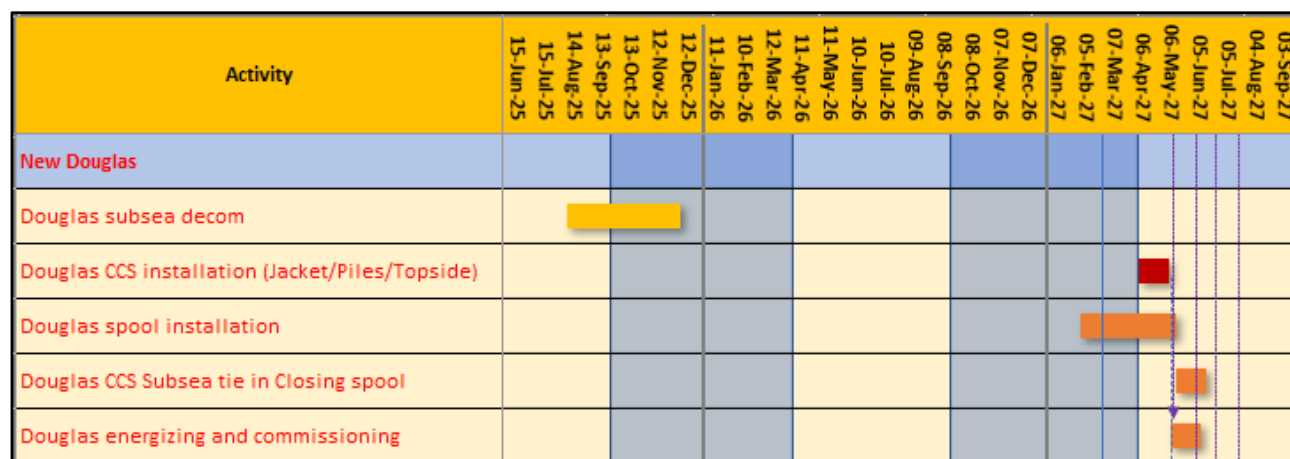 Activity
15-Jun-25
15-Jul-25
14-Aug-25
13-Sep-25
13-Oct-25
12-Nov-25
12-Dec-25
11-Jan-26
10-Feb-26
12-Mar-26
11-Apr-26
11-May-26
10-Jun-26
10-Jul-26
09-Aug-26
08-Sep-26
08-Oct-26
07-Nov-26
07-Dec-26
06-Jan-27
05-Feb-27
07-Mar-27
06-Apr-27
06-May-27
05-Jun-27
05-Jul-27
04-Aug-27
03-Sep-27
New Douglas
Douglas subsea decom
Douglas CCS installation (Jacket/Piles/Topside)
Douglas spool installation
Douglas CCS Subsea tie in Closing spool
Douglas energizing and commissioning